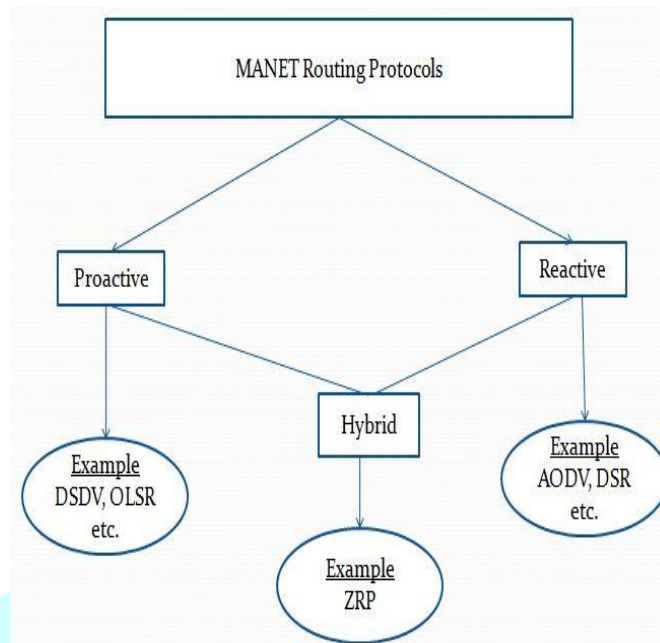 MANET Routing Protocols
Proactive
Reactive
Hybrid
Example
DSDV, OLSR
etc.
Example
AODV, DSR
etc.
Example
ZRP